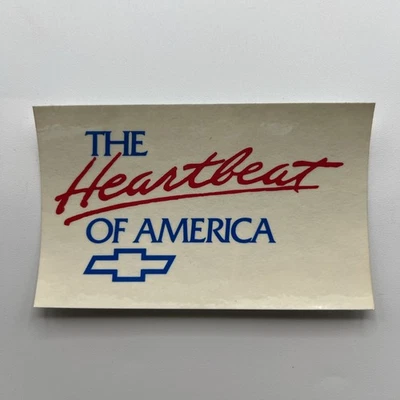 THE
Heartbeat
OF AMERICA